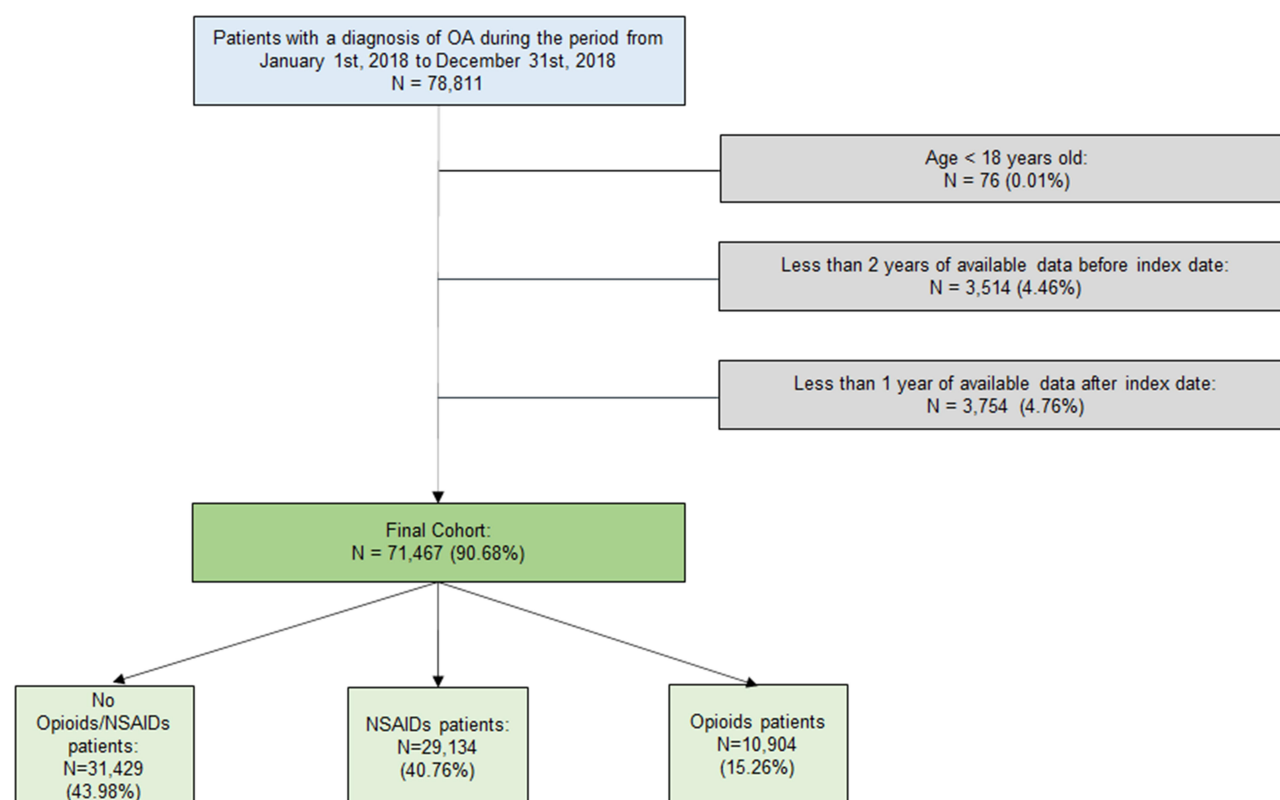 Patients with a diagnosis of OA during the period from
January 1st, 2018 to December 31st, 2018
N = 78,811
Age < 18 years old:
N = 76 (0.01%)
Less than 2 years of available data before index date:
N = 3,514 (4.46%)
Less than 1 year of available data after index date:
N = 3,754 (4.76%)
Final Cohort:
N = 71,467 (90.68%)
No
Opioids/NSAIDs
patients:
N=31,429
(43.98%)
NSAIDs patients:
N=29,134
(40.76%)
Opioids patients
N=10,904
(15.26%)